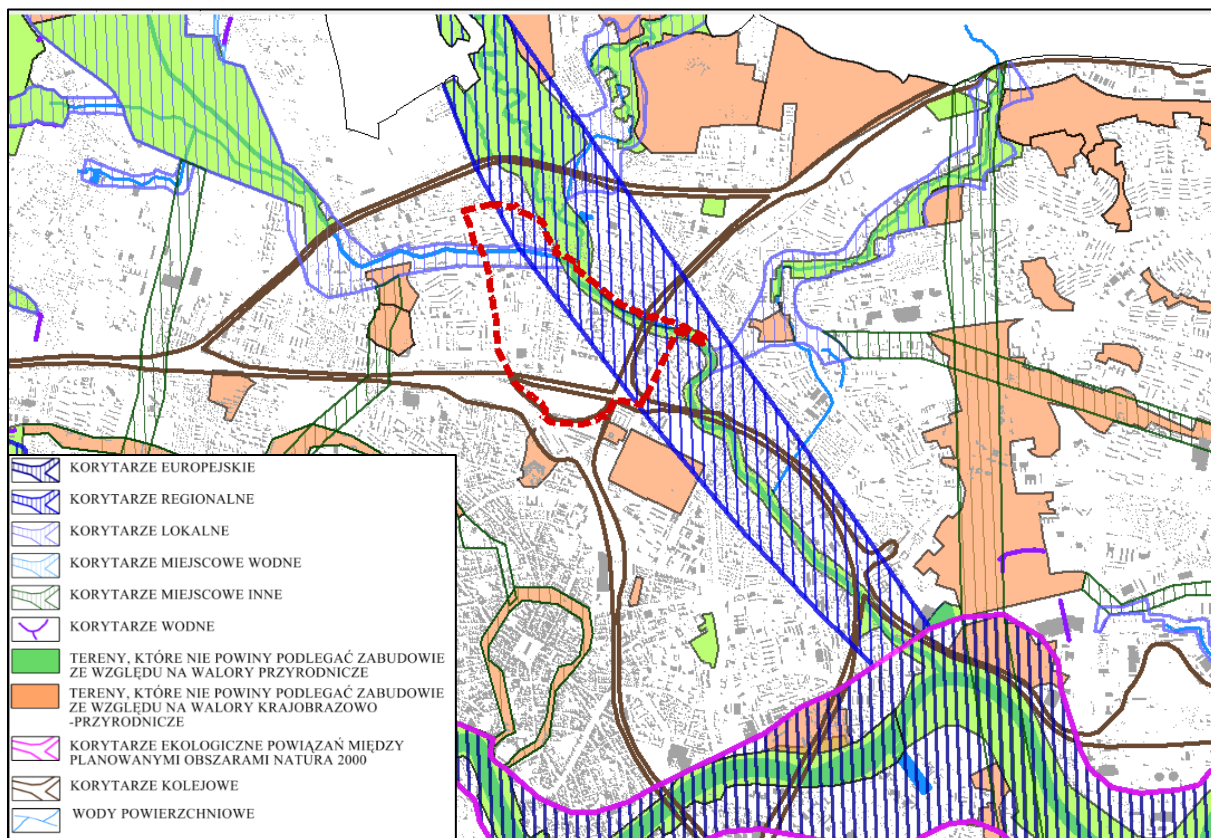 KORYTARZE EUROPEJSKIE
KORYTARZE REGIONALNE
KORYTARZE LOKALNE
KORYTARZE MIEJSCOWE WODNE
KORYTARZE MIEJSCOWE INNE
KORYTARZE WODNE
TERENY, KTÓRE NIE POWINY PODLEGAĆ ZABUDOWIE
ZE WZGLĘDU NA WALORY PRZYRODNICZE
TERENY, KTÓRE NIE POWINY PODLEGAĆ ZABUDOWIE
ZE WZGLĘDU NA WALORY KRAJOBRAZOWO
-PRZYRODNICZE
KORYTARZE EKOLOGICZNE POWIĄZAŃ MIĘDZY
PLANOWANYMI OBSZARAMI NATURA 2000
KORYTARZE KOLEJOWE
WODY POWIERZCHNIOWE